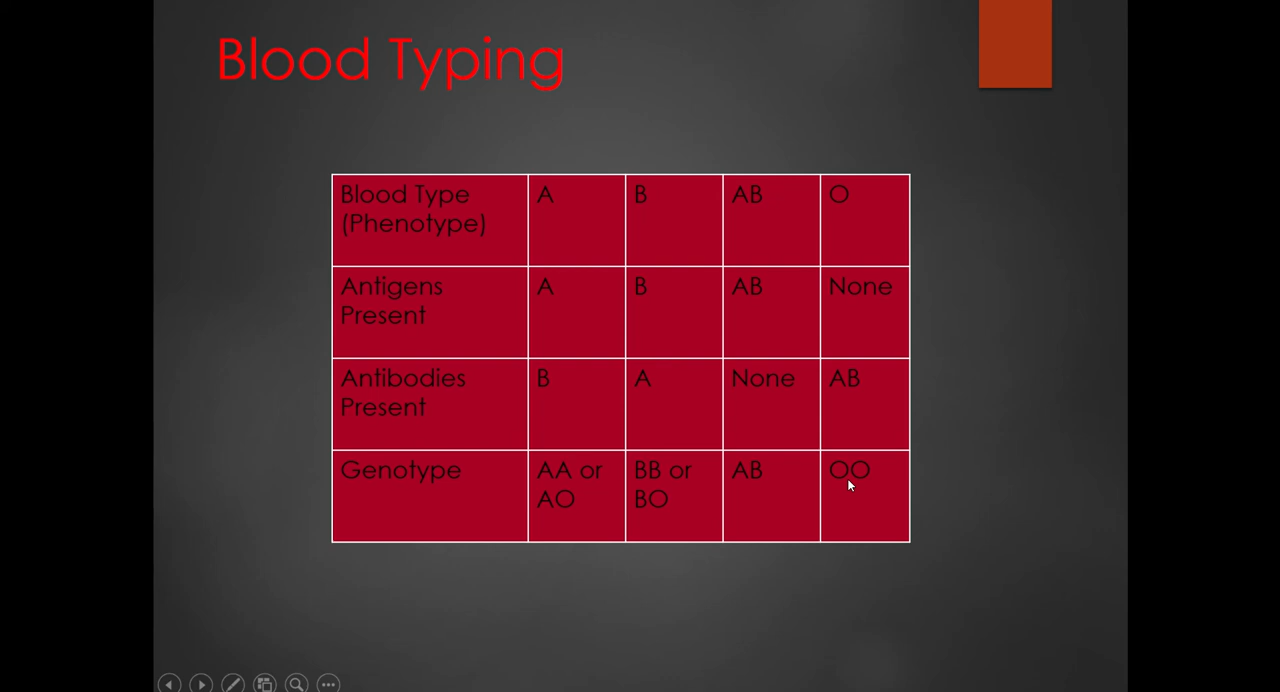 Blood Typing
Blood Type (Phenotype) A B AB O
Antigens Present A B AB None
Antibodies Present B A None AB
Genotype AA or AO BB or BO AB OO